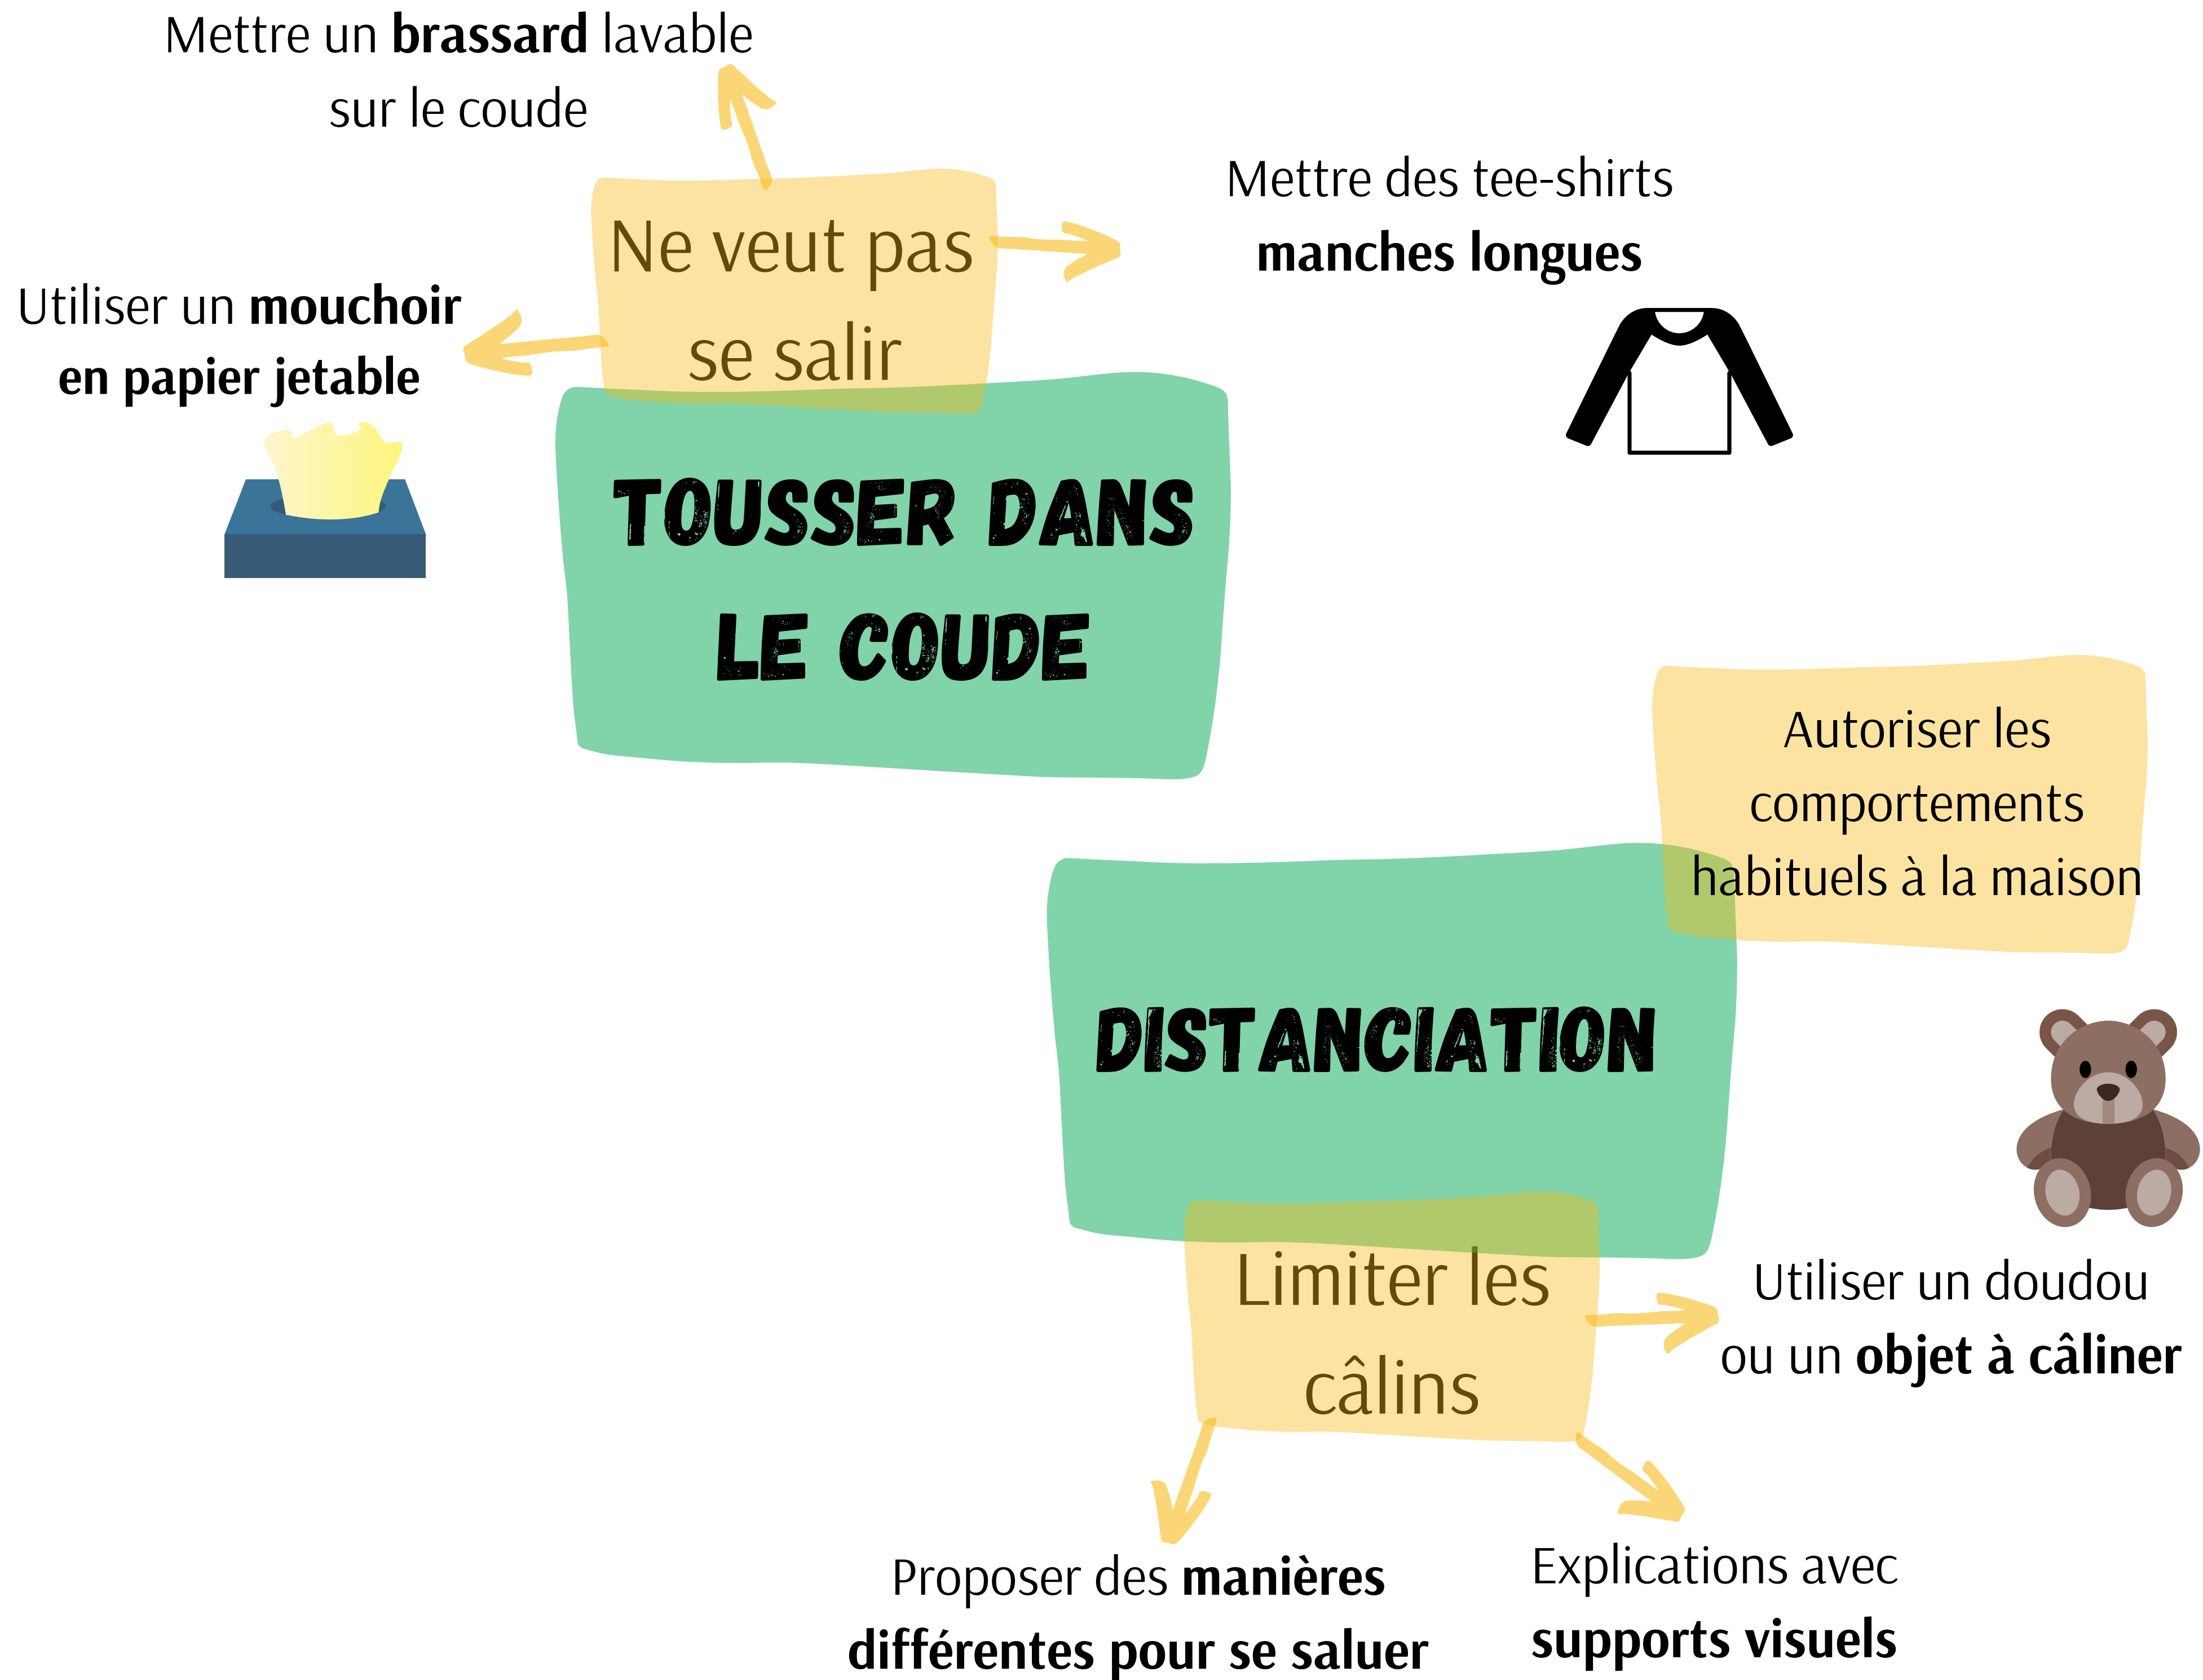 Mettre un brassard lavable
sur le coude
Mettre des tee-shirts
manches longues
Ne veut pas
se salir
Utiliser un mouchoir
en papier jetable
TOUSSER DANS
LE COUDE
Autoriser les
comportements
habituels à la maison
DISTANCIATION
Limiter les
câlins
Utiliser un doudou
ou un objet à câliner
Proposer des manières
différentes pour se saluer
Explications avec
supports visuels